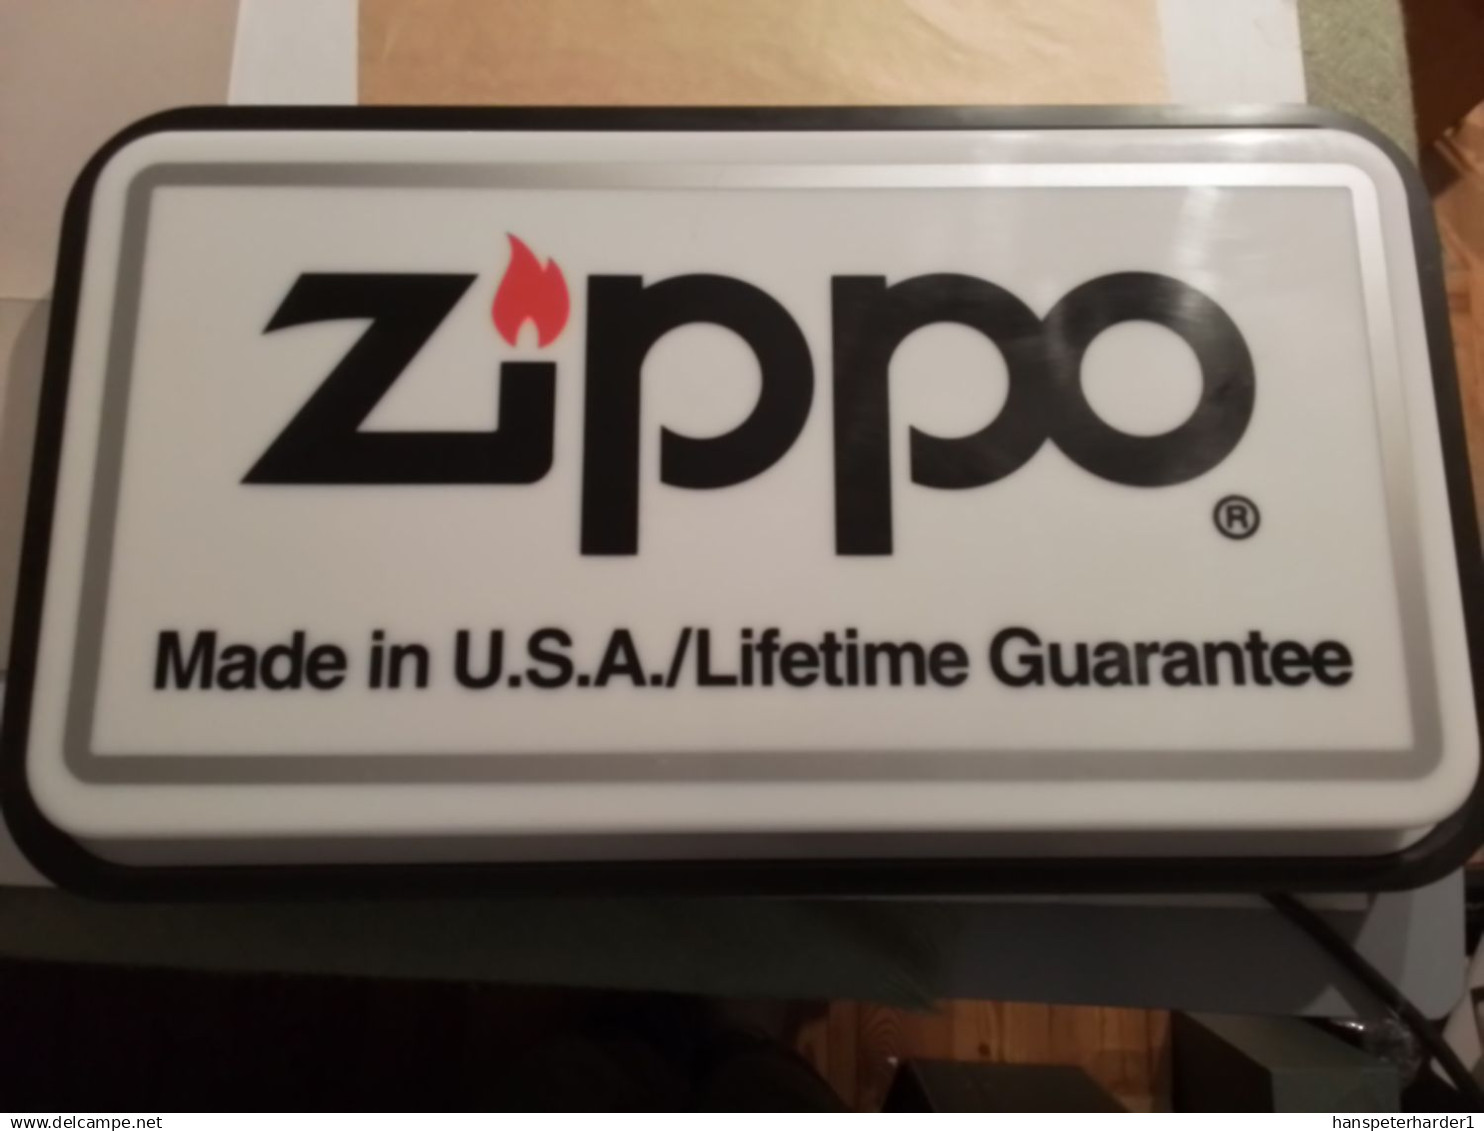 Zippo ®
Made in U.S.A./Lifetime Guarantee
www.delcampe.net hanspeterharder1